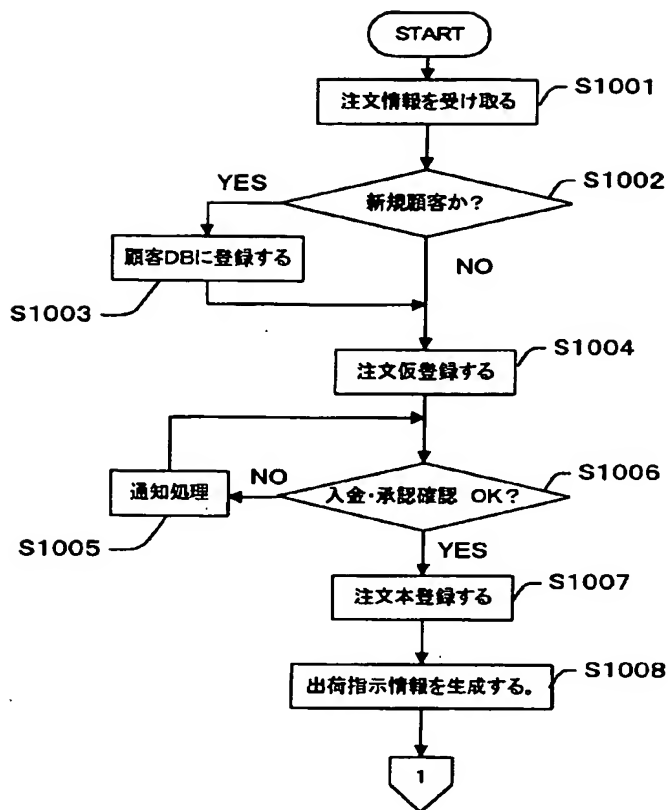 START
注文情報を受け取る
S1001
新規顧客か?
S1002
YES
NO
顧客DBに登録する
S1003
注文仮登録する
S1004
通知処理
S1005
NO
入金・承認確認 OK?
S1006
YES
注文本登録する
S1007
出荷指示情報を生成する。
S1008
1